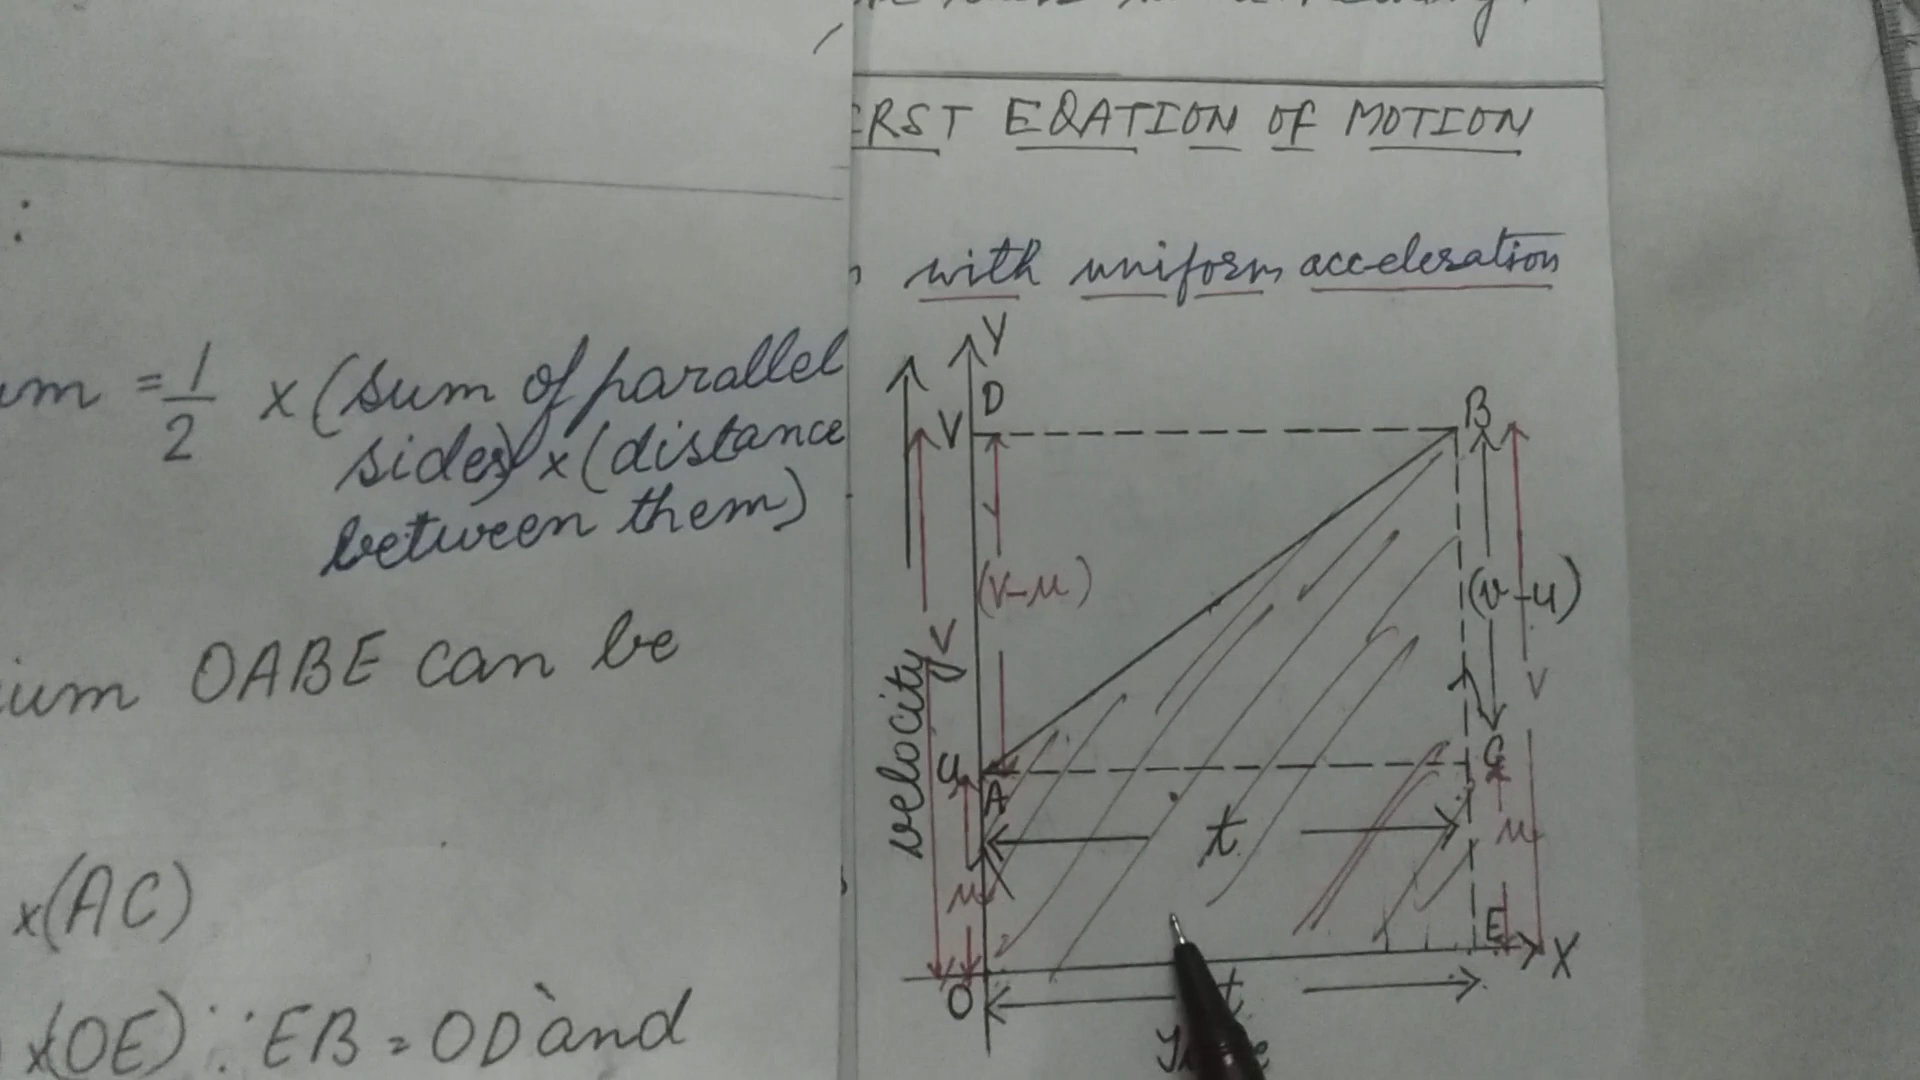 ERST EQATION OF MOTION
with uniform acceleration
um = 1/2 x (sum of parallel
sides) x (distance
between them)
ium OABE can be
x(AC)
x(OE) ∵ EB = OD and
Y
D
B
V
(v-u)
(v-u)
V
V
velocity
u
A
C
t
u
u
E
X
O
t